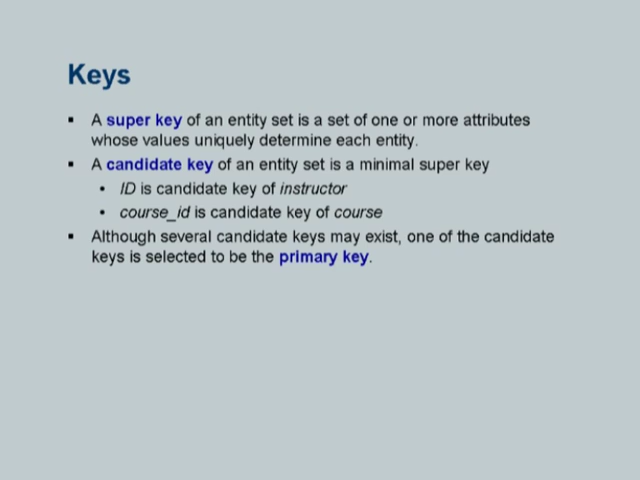 Keys
▪ A super key of an entity set is a set of one or more attributes
whose values uniquely determine each entity.
▪ A candidate key of an entity set is a minimal super key
• ID is candidate key of instructor
• course_id is candidate key of course
▪ Although several candidate keys may exist, one of the candidate
keys is selected to be the primary key.